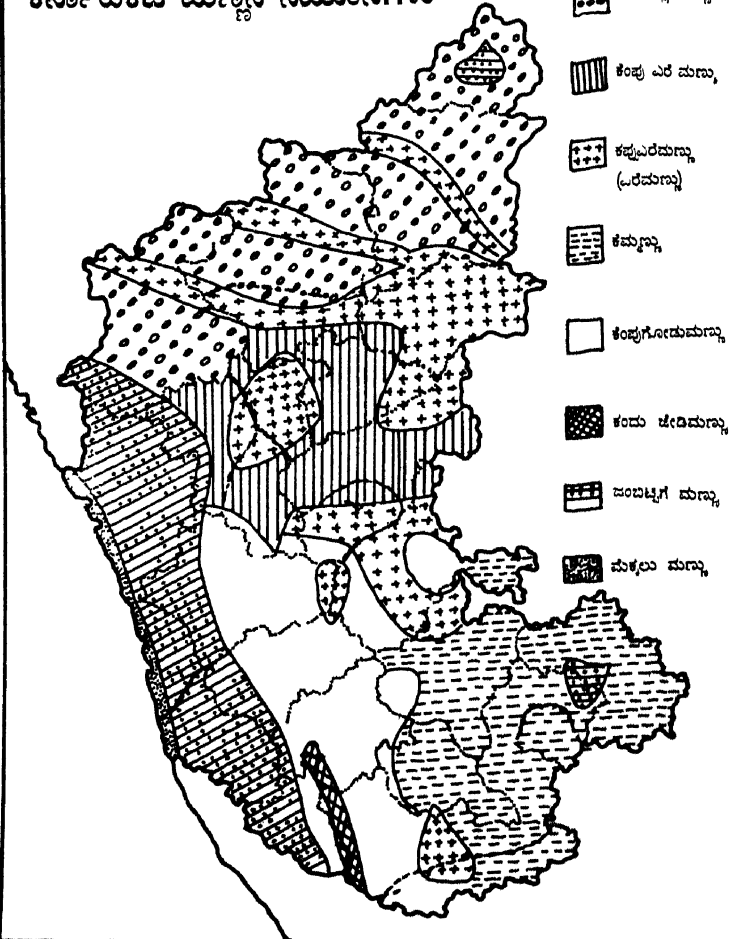 ಕೆಂಪು ಎರೆ ಮಣ್ಣು
ಕಪ್ಪುಎರೆಮಣ್ಣು
(ಎರೆಮಣ್ಣು)
ಕೆಮ್ಮಣ್ಣು
ಕೆಂಪುಗೋಡುಮಣ್ಣು
ಕಂದು ಜೇಡಿಮಣ್ಣು
ಜಂಬಿಟ್ಟಿಗೆ ಮಣ್ಣು
ಮೆಕ್ಕಲು ಮಣ್ಣು